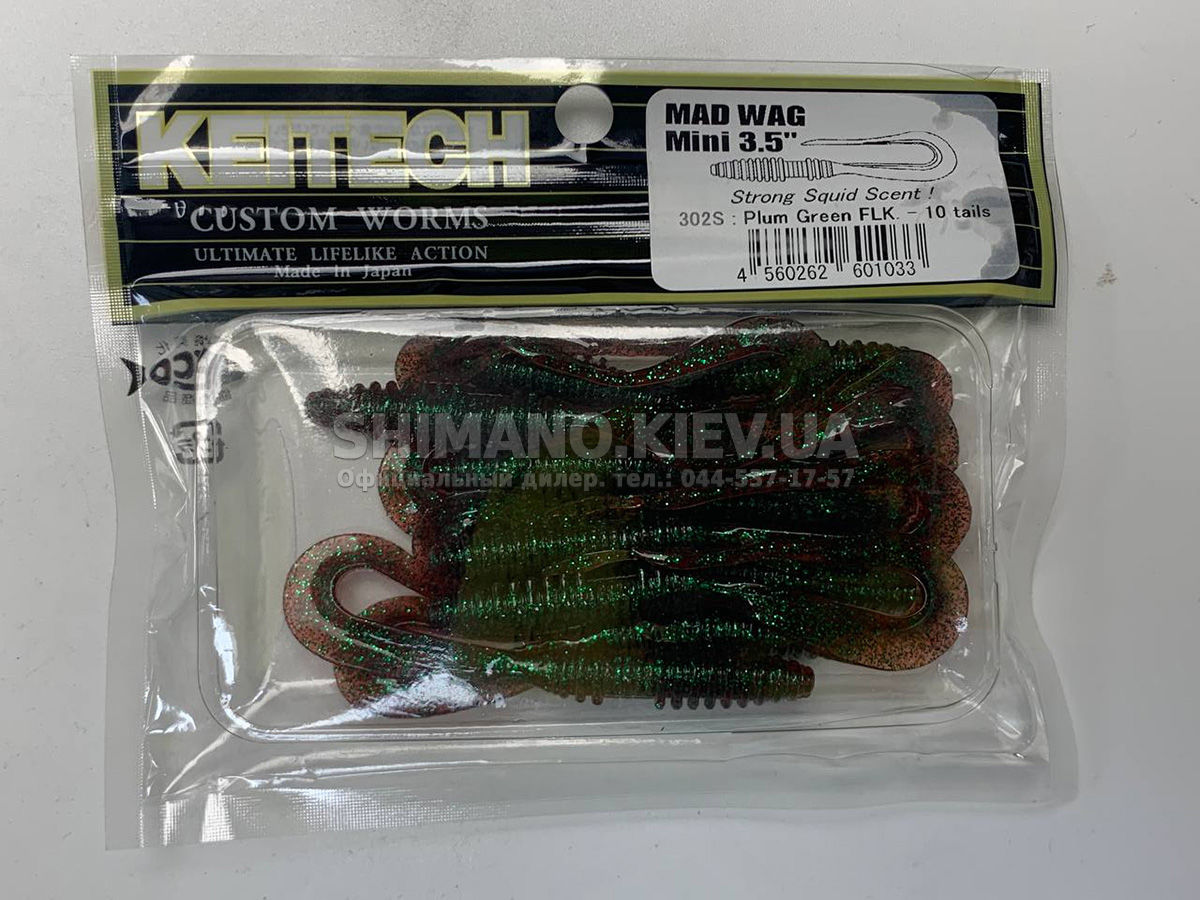 KEITECH
CUSTOM WORMS
ULTIMATE LIFELIKE ACTION
Made In Japan
MAD WAG
Mini 3.5"
Strong Squid Scent !
302S : Plum Green FLK. - 10 tails
4 560262 601033
SHIMANO.KIEV.UA
Официальный дилер. тел.: 044-537-17-57